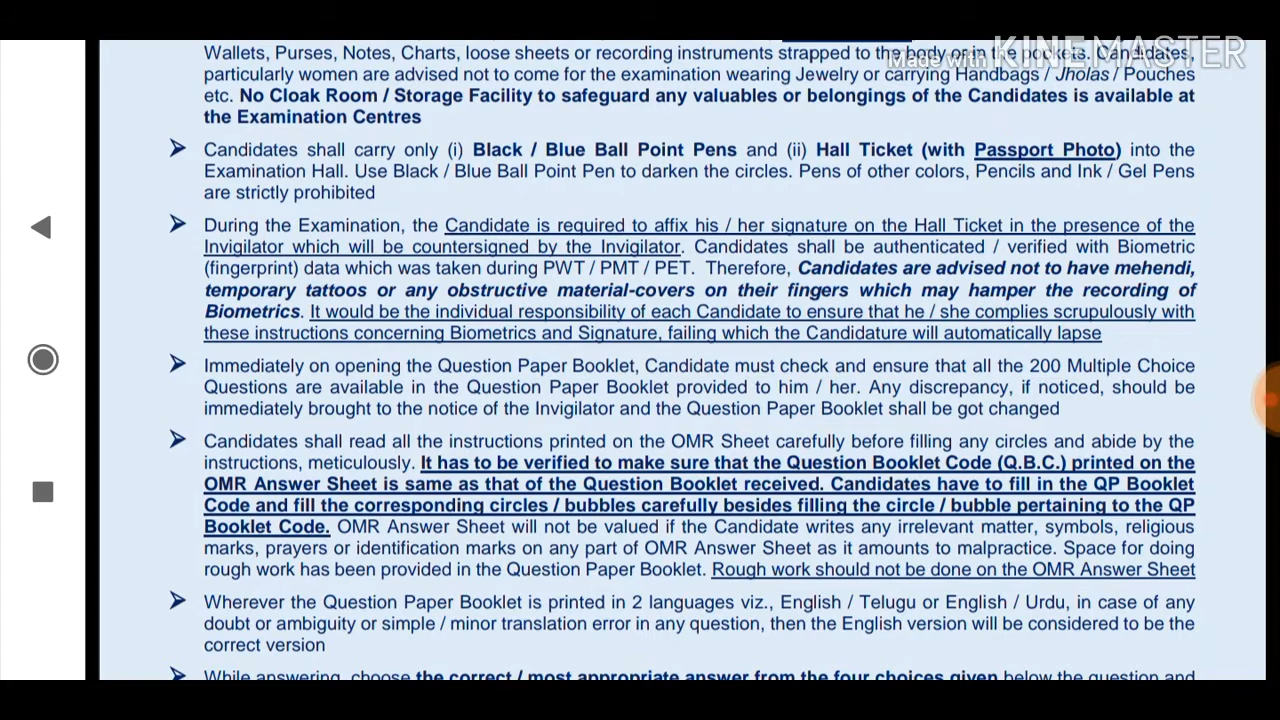 Wallets, Purses, Notes, Charts, loose sheets or recording instruments strapped to the body or in the pockets. Candidates,
Made with KINEMASTER
particularly women are advised not to come for the examination wearing Jewelry or carrying Handbags / Jholas / Pouches
etc. No Cloak Room / Storage Facility to safeguard any valuables or belongings of the Candidates is available at
the Examination Centres
➤ Candidates shall carry only (i) Black / Blue Ball Point Pens and (ii) Hall Ticket (with Passport Photo) into the
Examination Hall. Use Black / Blue Ball Point Pen to darken the circles. Pens of other colors, Pencils and Ink / Gel Pens
are strictly prohibited
➤ During the Examination, the Candidate is required to affix his / her signature on the Hall Ticket in the presence of the
Invigilator which will be countersigned by the Invigilator. Candidates shall be authenticated / verified with Biometric
(fingerprint) data which was taken during PWT / PMT / PET. Therefore, Candidates are advised not to have mehendi,
temporary tattoos or any obstructive material-covers on their fingers which may hamper the recording of
Biometrics. It would be the individual responsibility of each Candidate to ensure that he / she complies scrupulously with
these instructions concerning Biometrics and Signature, failing which the Candidature will automatically lapse
➤ Immediately on opening the Question Paper Booklet, Candidate must check and ensure that all the 200 Multiple Choice
Questions are available in the Question Paper Booklet provided to him / her. Any discrepancy, if noticed, should be
immediately brought to the notice of the Invigilator and the Question Paper Booklet shall be got changed
➤ Candidates shall read all the instructions printed on the OMR Sheet carefully before filling any circles and abide by the
instructions, meticulously. It has to be verified to make sure that the Question Booklet Code (Q.B.C.) printed on the
OMR Answer Sheet is same as that of the Question Booklet received. Candidates have to fill in the QP Booklet
Code and fill the corresponding circles / bubbles carefully besides filling the circle / bubble pertaining to the QP
Booklet Code. OMR Answer Sheet will not be valued if the Candidate writes any irrelevant matter, symbols, religious
marks, prayers or identification marks on any part of OMR Answer Sheet as it amounts to malpractice. Space for doing
rough work has been provided in the Question Paper Booklet. Rough work should not be done on the OMR Answer Sheet
➤ Wherever the Question Paper Booklet is printed in 2 languages viz., English / Telugu or English / Urdu, in case of any
doubt or ambiguity or simple / minor translation error in any question, then the English version will be considered to be the
correct version
➤ While answering, choose the correct / most appropriate answer from the four choices given below the question and